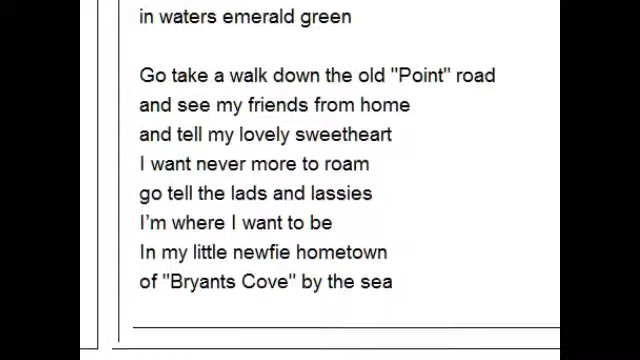 in waters emerald green
Go take a walk down the old "Point" road
and see my friends from home
and tell my lovely sweetheart
I want never more to roam
go tell the lads and lassies
I'm where I want to be
In my little newfie hometown
of "Bryants Cove" by the sea